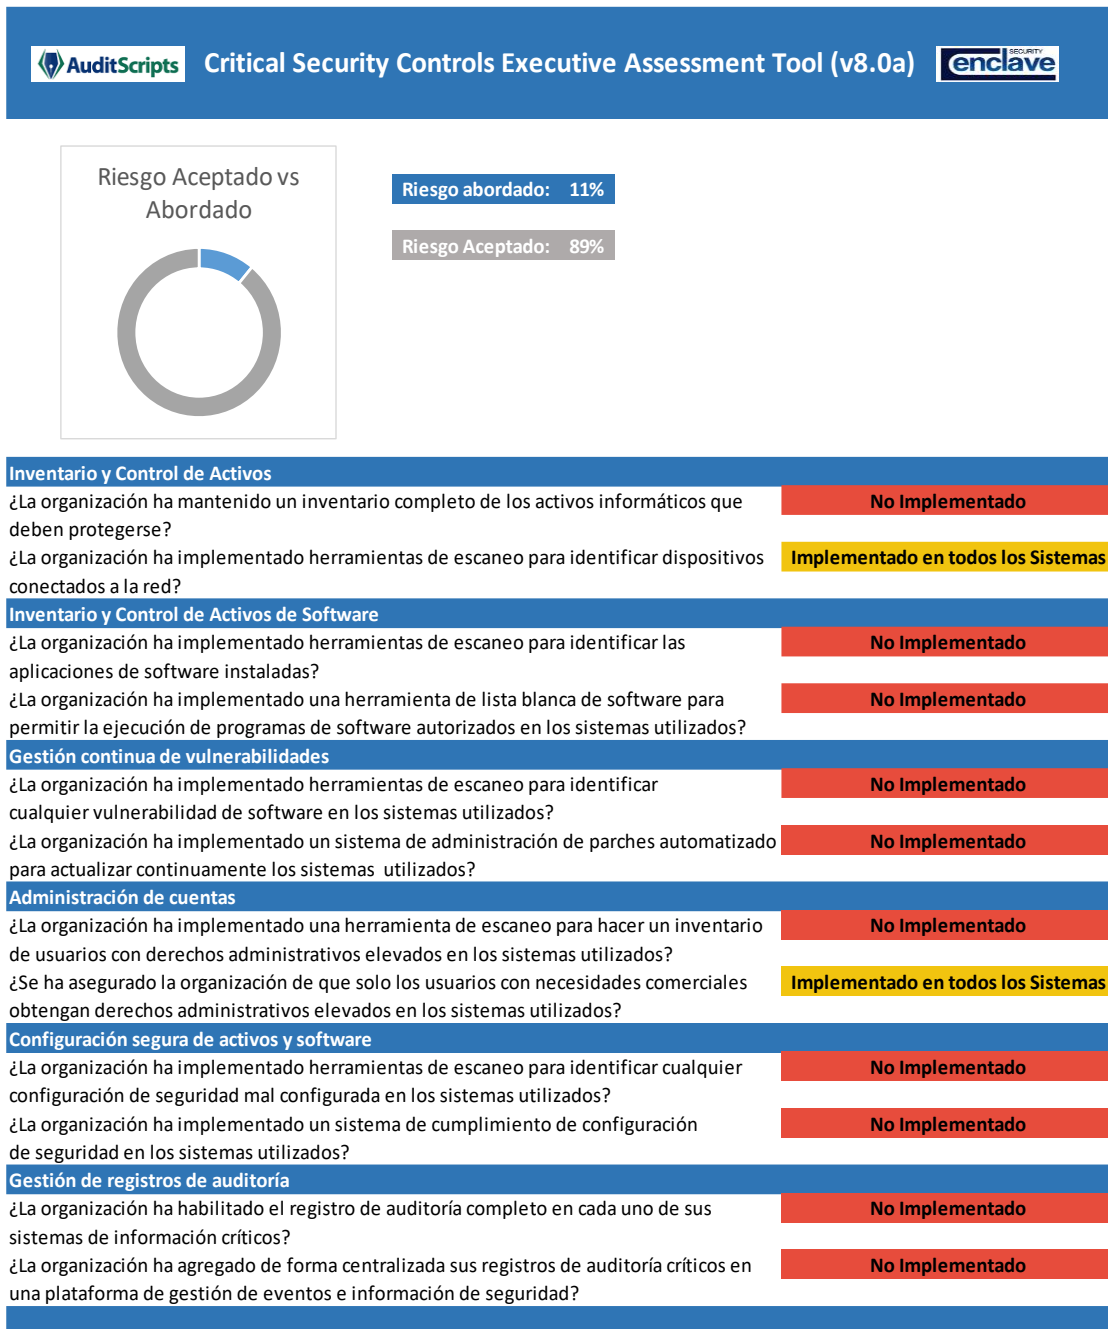 AuditScripts Critical Security Controls Executive Assessment Tool (v8.0a) SECURITY enclave
Riesgo Aceptado vs
Abordado
Riesgo abordado: 11%
Riesgo Aceptado: 89%
Inventario y Control de Activos
¿La organización ha mantenido un inventario completo de los activos informáticos que
deben protegerse?
No Implementado
¿La organización ha implementado herramientas de escaneo para identificar dispositivos
conectados a la red?
Implementado en todos los Sistemas
Inventario y Control de Activos de Software
¿La organización ha implementado herramientas de escaneo para identificar las
aplicaciones de software instaladas?
No Implementado
¿La organización ha implementado una herramienta de lista blanca de software para
permitir la ejecución de programas de software autorizados en los sistemas utilizados?
No Implementado
Gestión continua de vulnerabilidades
¿La organización ha implementado herramientas de escaneo para identificar
cualquier vulnerabilidad de software en los sistemas utilizados?
No Implementado
¿La organización ha implementado un sistema de administración de parches automatizado
para actualizar continuamente los sistemas utilizados?
No Implementado
Administración de cuentas
¿La organización ha implementado una herramienta de escaneo para hacer un inventario
de usuarios con derechos administrativos elevados en los sistemas utilizados?
No Implementado
¿Se ha asegurado la organización de que solo los usuarios con necesidades comerciales
obtengan derechos administrativos elevados en los sistemas utilizados?
Implementado en todos los Sistemas
Configuración segura de activos y software
¿La organización ha implementado herramientas de escaneo para identificar cualquier
configuración de seguridad mal configurada en los sistemas utilizados?
No Implementado
¿La organización ha implementado un sistema de cumplimiento de configuración
de seguridad en los sistemas utilizados?
No Implementado
Gestión de registros de auditoría
¿La organización ha habilitado el registro de auditoría completo en cada uno de sus
sistemas de información críticos?
No Implementado
¿La organización ha agregado de forma centralizada sus registros de auditoría críticos en
una plataforma de gestión de eventos e información de seguridad?
No Implementado